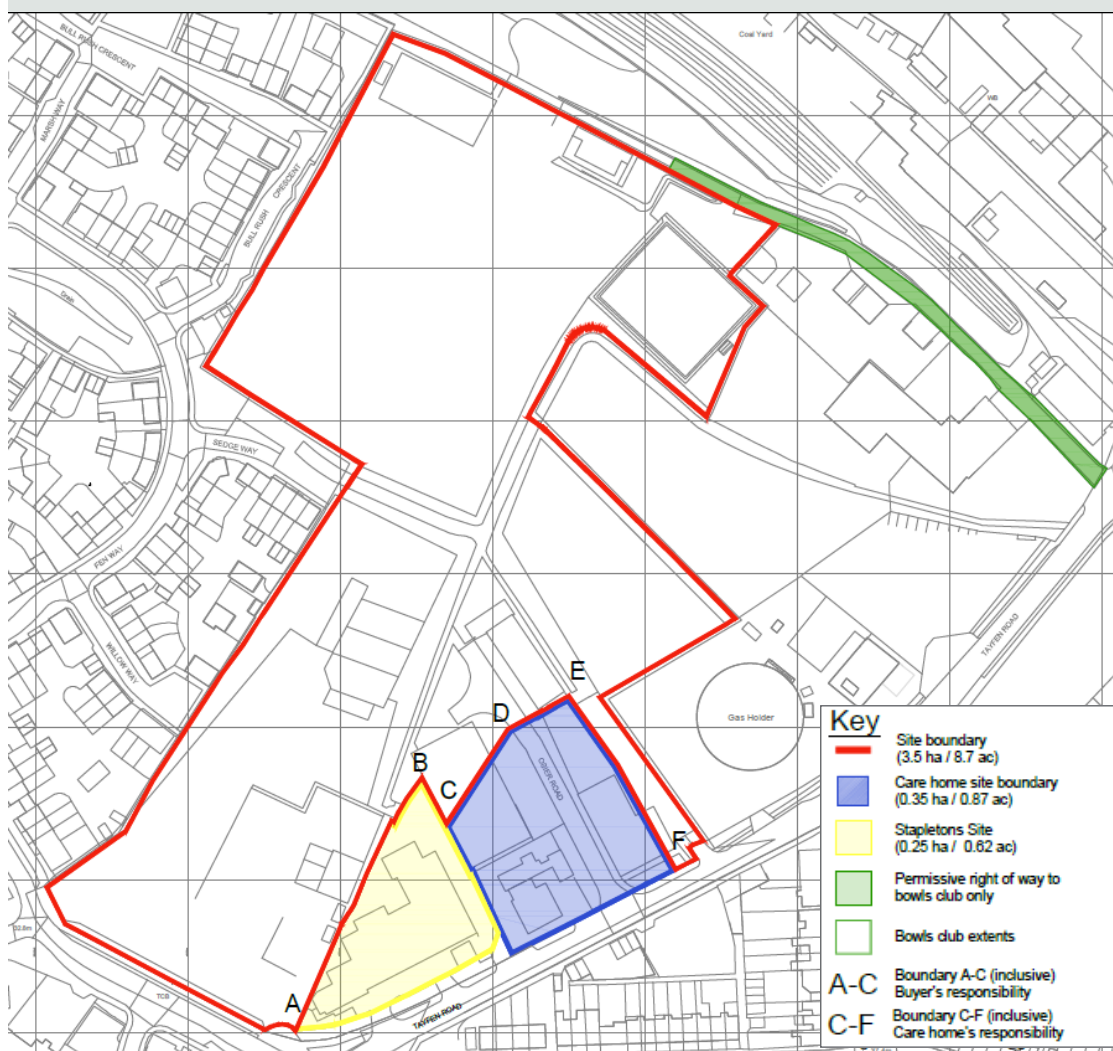 BULL RUSH CRESCENT
Coal Yard
MARSH WAY
WB
BULL RUSH CRESCENT
Drain
SEDGE WAY
FEN WAY
WILLOW WAY
TAYFEN ROAD
E
D
Gas Holder
B
OSIER ROAD
C
F
A
TCB
TAYFEN ROAD
Key
Site boundary
(3.5 ha / 8.7 ac)
Care home site boundary
(0.35 ha / 0.87 ac)
Stapletons Site
(0.25 ha / 0.62 ac)
Permissive right of way to
bowls club only
Bowls club extents
A-C Boundary A-C (inclusive)
Buyer's responsibility
C-F Boundary C-F (inclusive)
Care home's responsibility